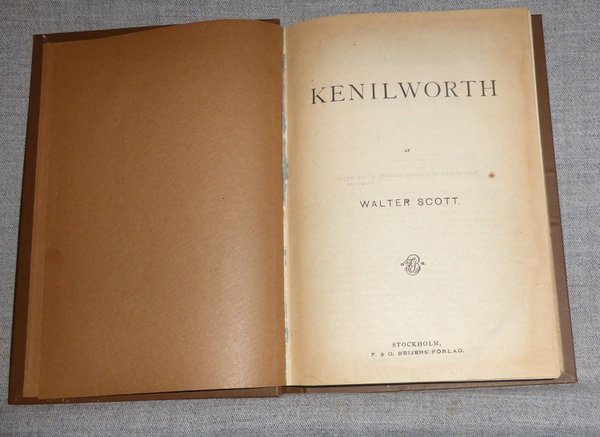 KENILWORTH
AF
WALTER SCOTT.
STOCKHOLM,
F. & G. BEIJERS FÖRLAG.